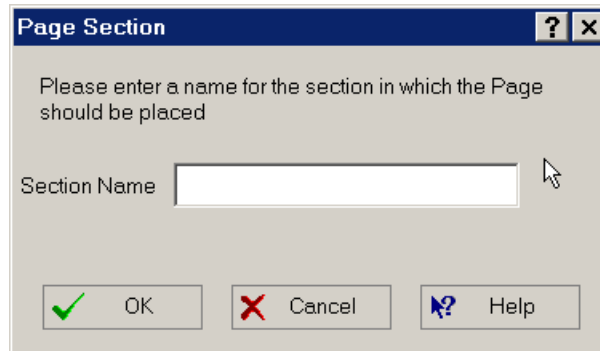 Page Section
Please enter a name for the section in which the Page
should be placed
Section Name
OK Cancel Help